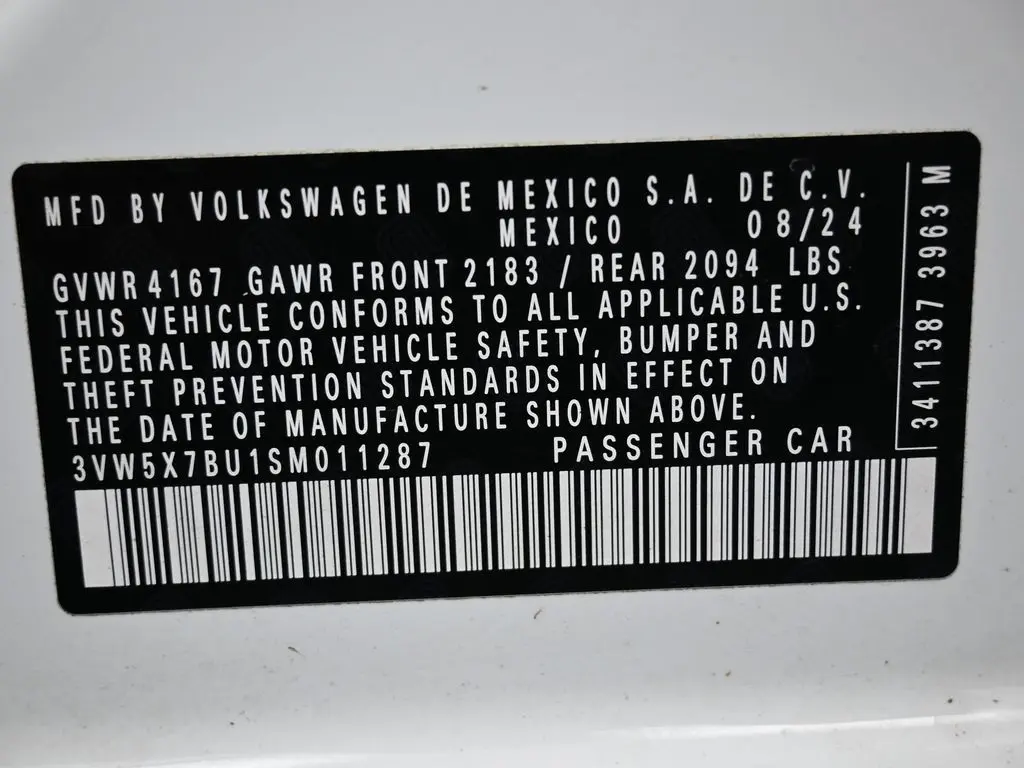 MFD BY VOLKSWAGEN DE MEXICO S.A. DE C.V.
MEXICO 08/24
GVWR 4167 GAWR FRONT 2183 / REAR 2094 LBS
THIS VEHICLE CONFORMS TO ALL APPLICABLE U.S.
FEDERAL MOTOR VEHICLE SAFETY, BUMPER AND
THEFT PREVENTION STANDARDS IN EFFECT ON
THE DATE OF MANUFACTURE SHOWN ABOVE.
3VW5X7BU1SM011287 PASSENGER CAR
3411387 3963 M